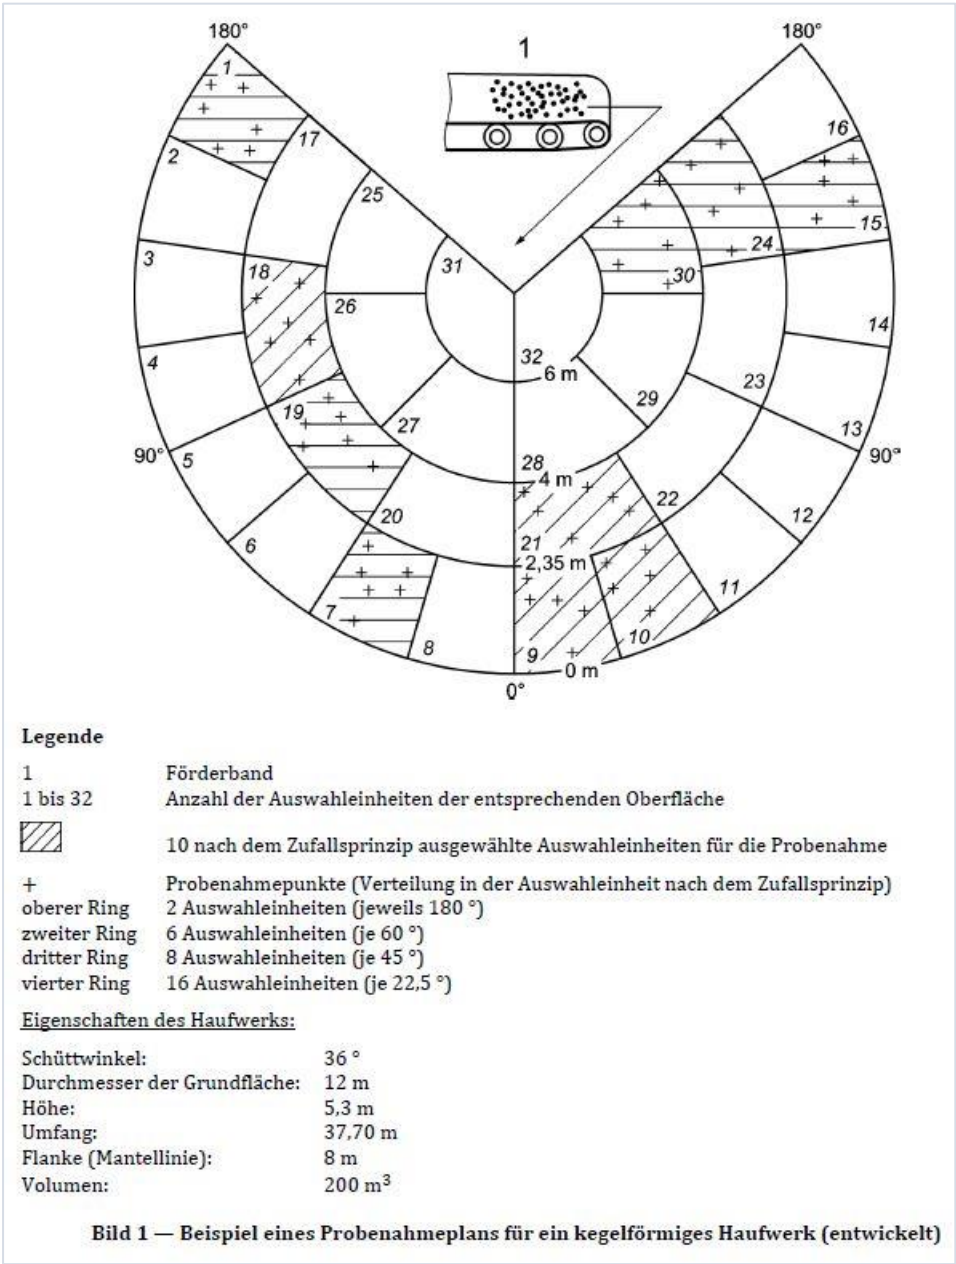 180°
1
180°
1
17
16
2
25
15
31
24
3
18
30
26
14
4
32
6 m
23
29
19
13
27
90°
5
28
90°
4 m
22
20
12
6
21
2,35 m
11
7
10
8
9
0 m
0°
Legende
1 Förderband
1 bis 32 Anzahl der Auswahleinheiten der entsprechenden Oberfläche
10 nach dem Zufallsprinzip ausgewählte Auswahleinheiten für die Probenahme
+ Probenahmepunkte (Verteilung in der Auswahleinheit nach dem Zufallsprinzip)
oberer Ring 2 Auswahleinheiten (jeweils 180 °)
zweiter Ring 6 Auswahleinheiten (je 60 °)
dritter Ring 8 Auswahleinheiten (je 45 °)
vierter Ring 16 Auswahleinheiten (je 22,5 °)
Eigenschaften des Haufwerks:
Schüttwinkel: 36 °
Durchmesser der Grundfläche: 12 m
Höhe: 5,3 m
Umfang: 37,70 m
Flanke (Mantellinie): 8 m
Volumen: 200 m³
Bild 1 — Beispiel eines Probenahmeplans für ein kegelförmiges Haufwerk (entwickelt)